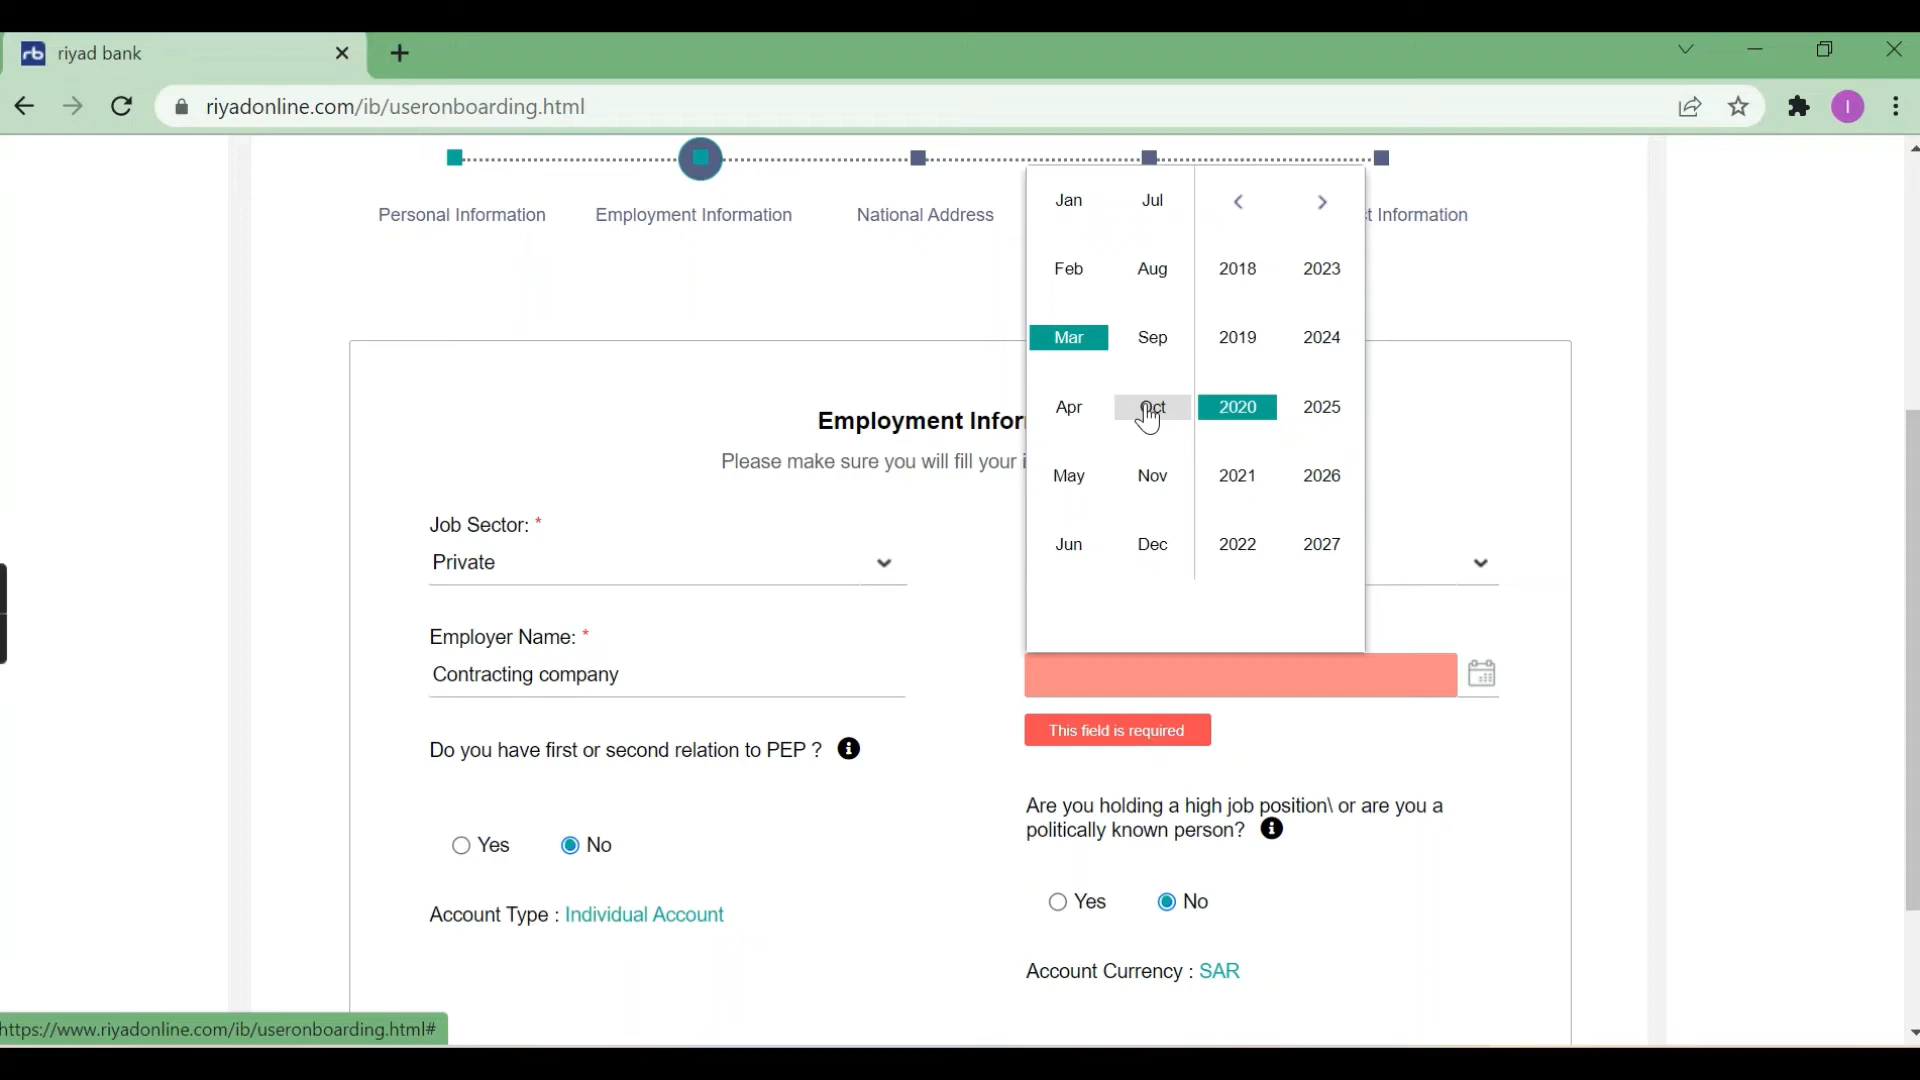 riyad bank
riyadonline.com/ib/useronboarding.html
I
Personal Information
Employment Information
National Address
t Information
Jan Jul
Feb Aug 2018 2023
Mar Sep 2019 2024
Apr Oct 2020 2025
May Nov 2021 2026
Jun Dec 2022 2027
Employment Infor
Please make sure you will fill your i
Job Sector: *
Private
Employer Name: *
Contracting company
This field is required
Do you have first or second relation to PEP ?
Yes No
Are you holding a high job position\ or are you a
politically known person?
Yes No
Account Type : Individual Account
Account Currency : SAR
https://www.riyadonline.com/ib/useronboarding.html#